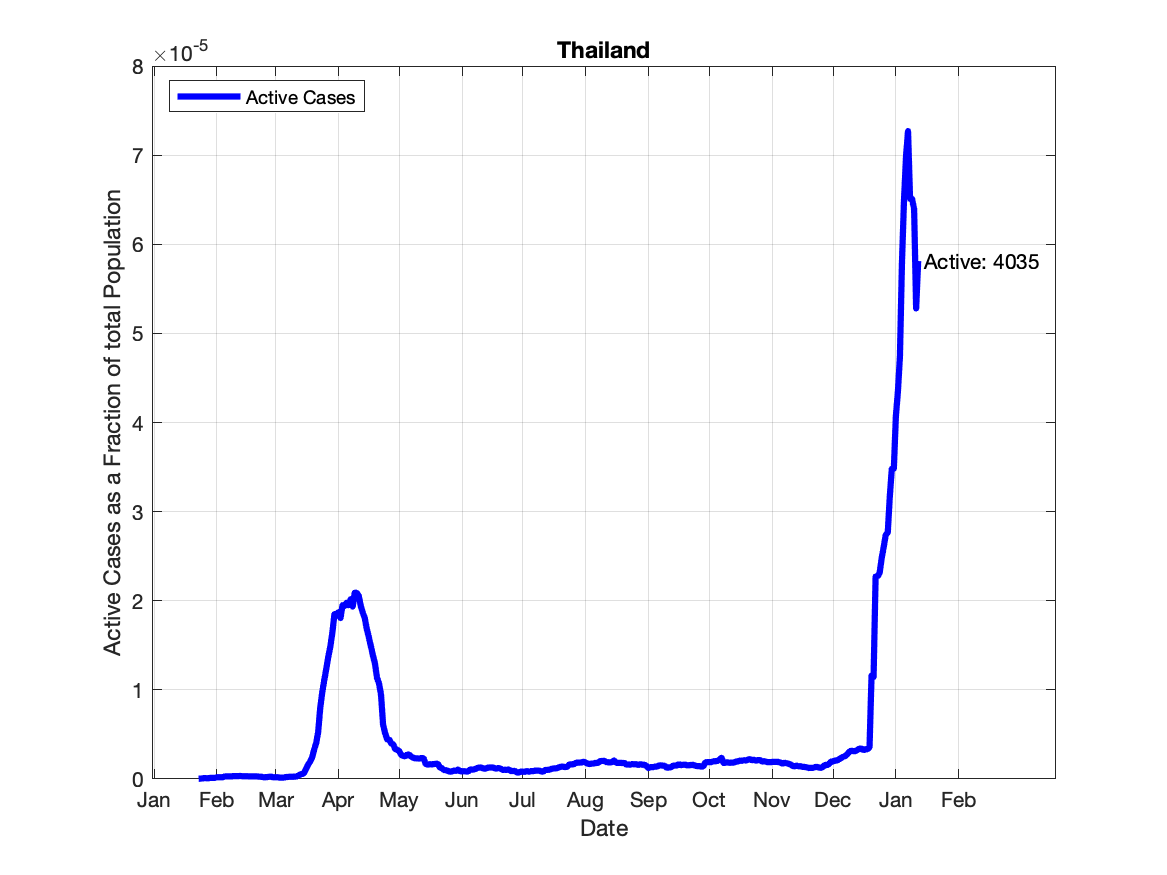 Thailand
×10-5
Active Cases
8
7
6
5
4
3
2
1
0
Active Cases as a Fraction of total Population
Active: 4035
Jan Feb Mar Apr May Jun Jul Aug Sep Oct Nov Dec Jan Feb
Date